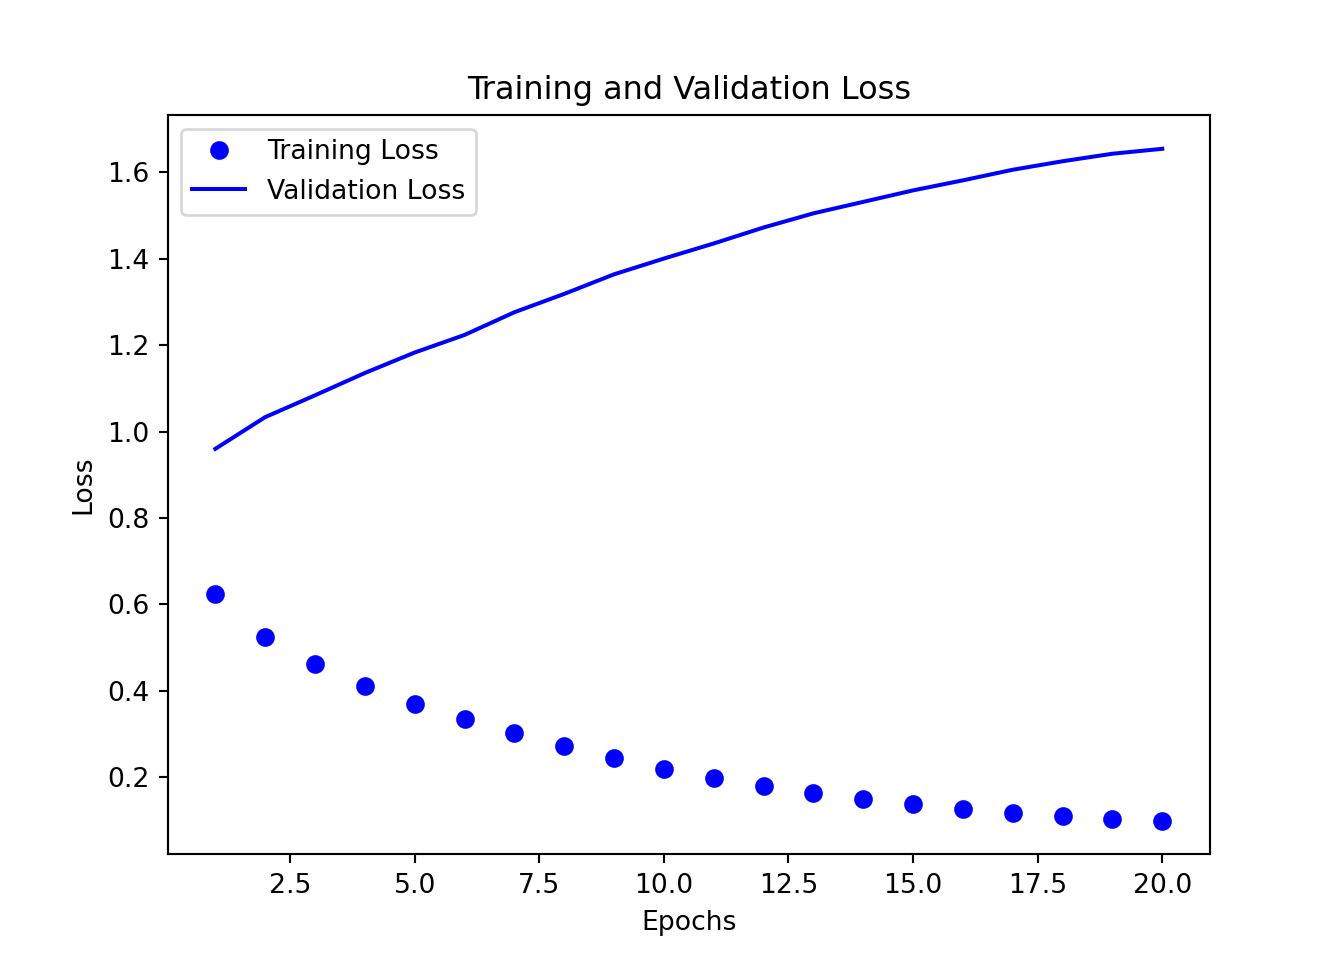 Training and Validation Loss
Training Loss
Validation Loss
1.6
1.4
1.2
1.0
0.8
0.6
0.4
0.2
Loss
2.5 5.0 7.5 10.0 12.5 15.0 17.5 20.0
Epochs